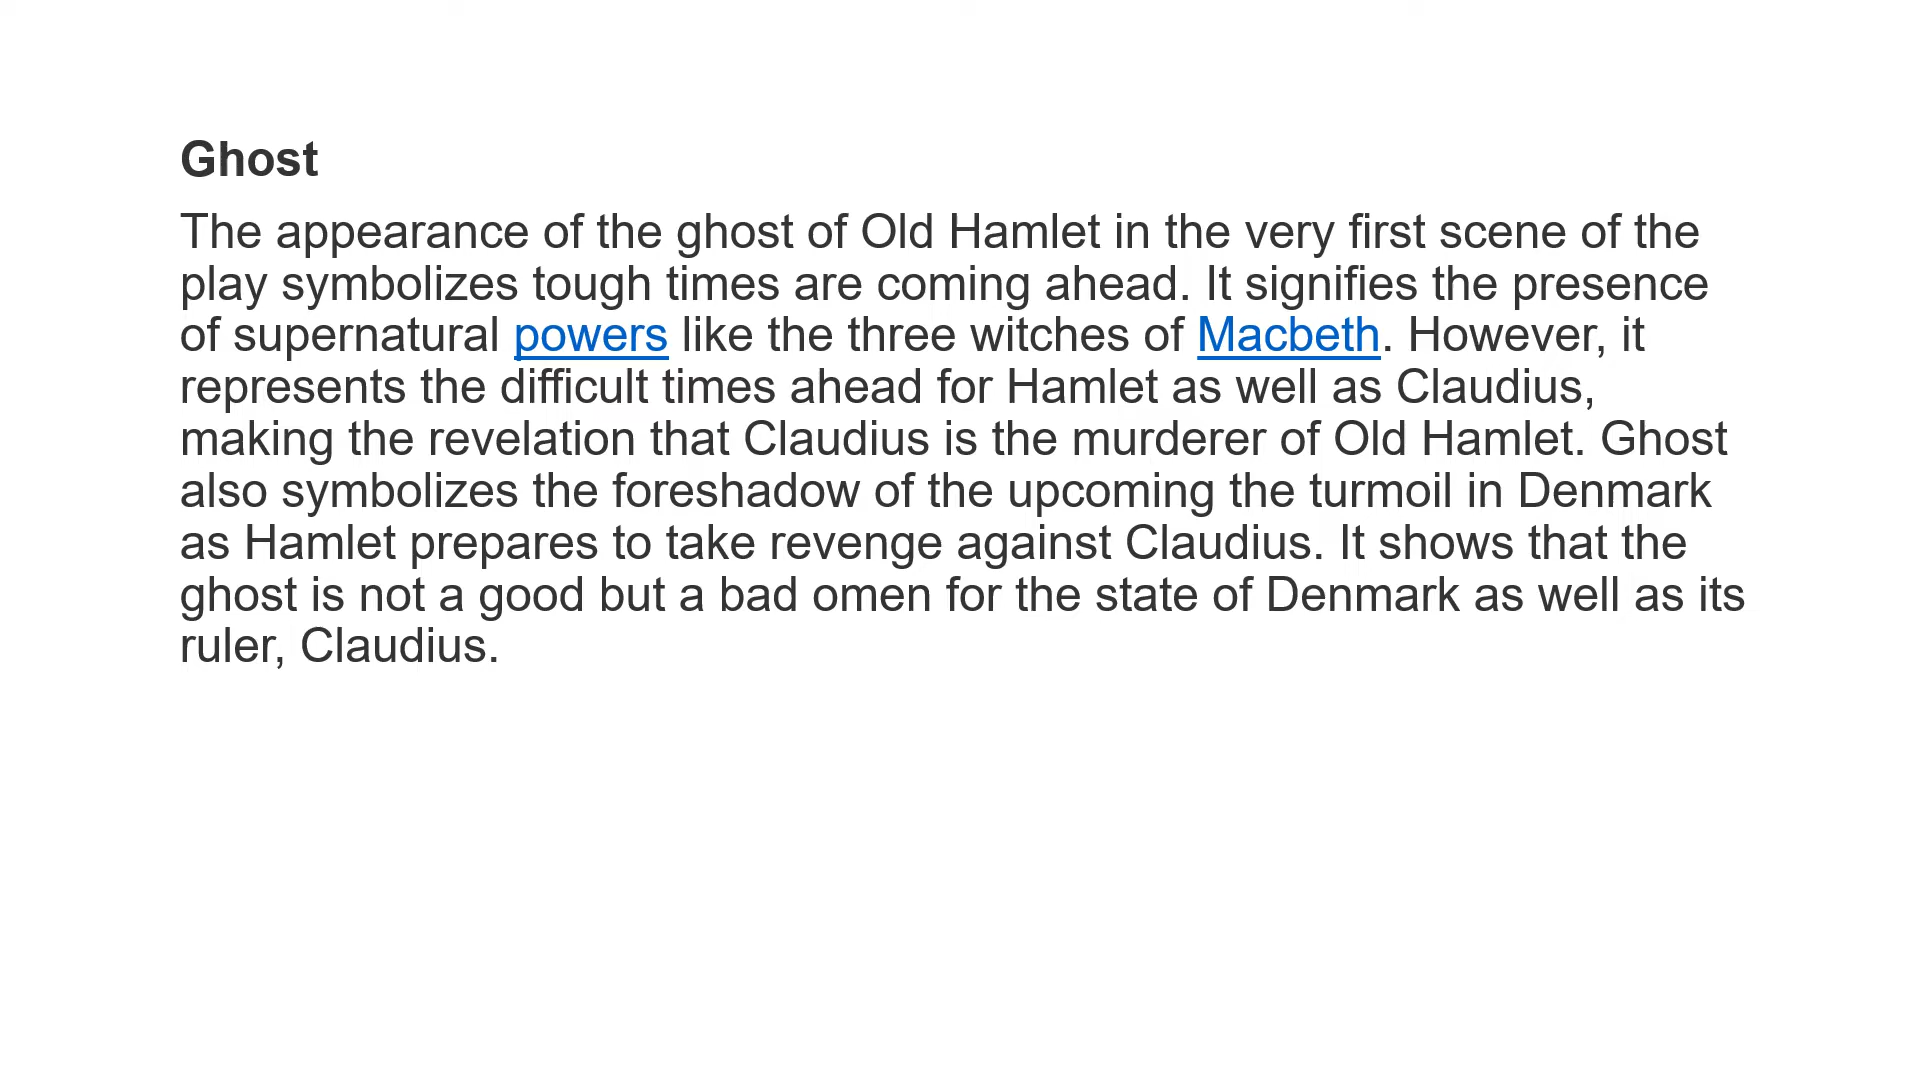 Ghost
The appearance of the ghost of Old Hamlet in the very first scene of the
play symbolizes tough times are coming ahead. It signifies the presence
of supernatural powers like the three witches of Macbeth. However, it
represents the difficult times ahead for Hamlet as well as Claudius,
making the revelation that Claudius is the murderer of Old Hamlet. Ghost
also symbolizes the foreshadow of the upcoming the turmoil in Denmark
as Hamlet prepares to take revenge against Claudius. It shows that the
ghost is not a good but a bad omen for the state of Denmark as well as its
ruler, Claudius.